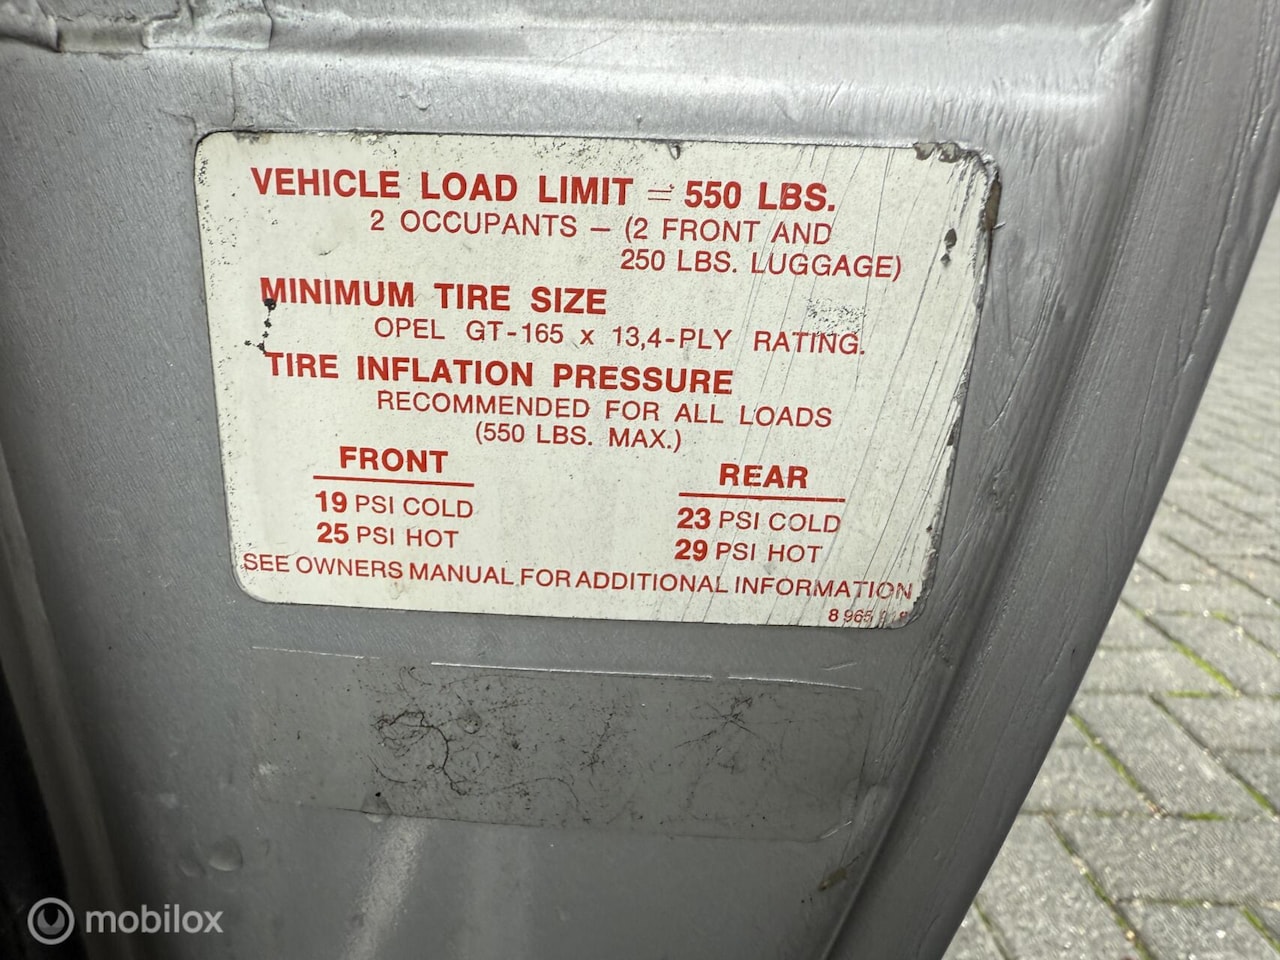 VEHICLE LOAD LIMIT = 550 LBS.
2 OCCUPANTS – (2 FRONT AND
250 LBS. LUGGAGE)
MINIMUM TIRE SIZE
OPEL GT-165 x 13,4-PLY RATING.
TIRE INFLATION PRESSURE
RECOMMENDED FOR ALL LOADS
(550 LBS. MAX.)
FRONT REAR
19 PSI COLD 23 PSI COLD
25 PSI HOT 29 PSI HOT
SEE OWNERS MANUAL FOR ADDITIONAL INFORMATION
8 965
mobilox